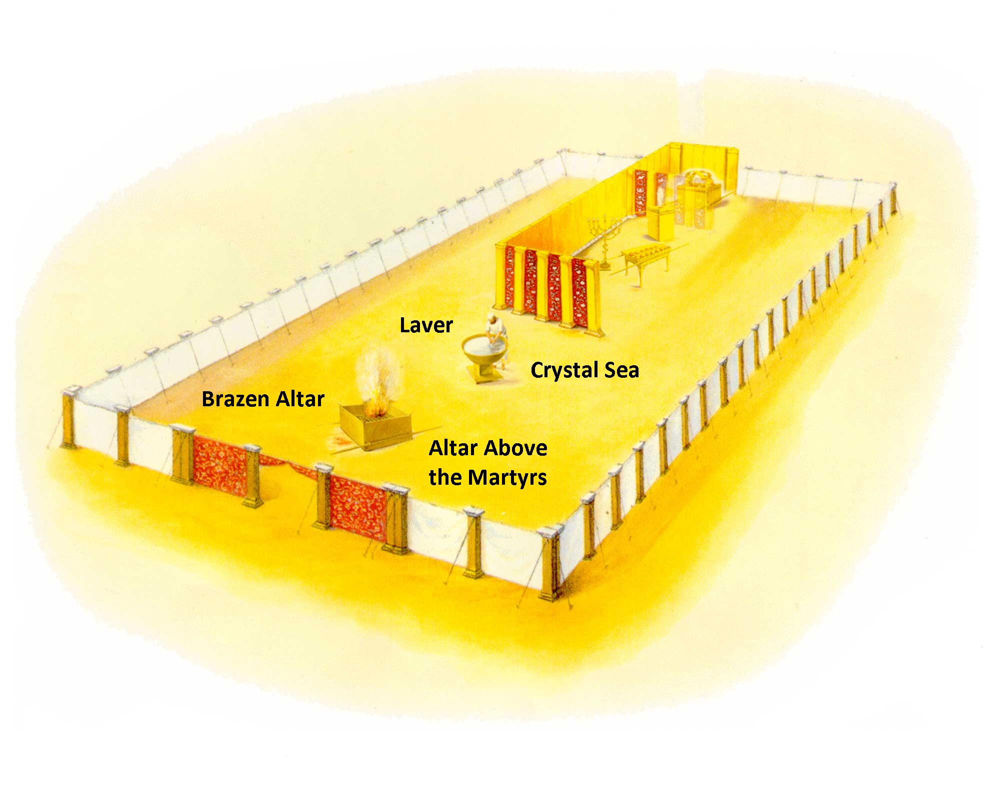 Laver
Crystal Sea
Brazen Altar
Altar Above
the Martyrs